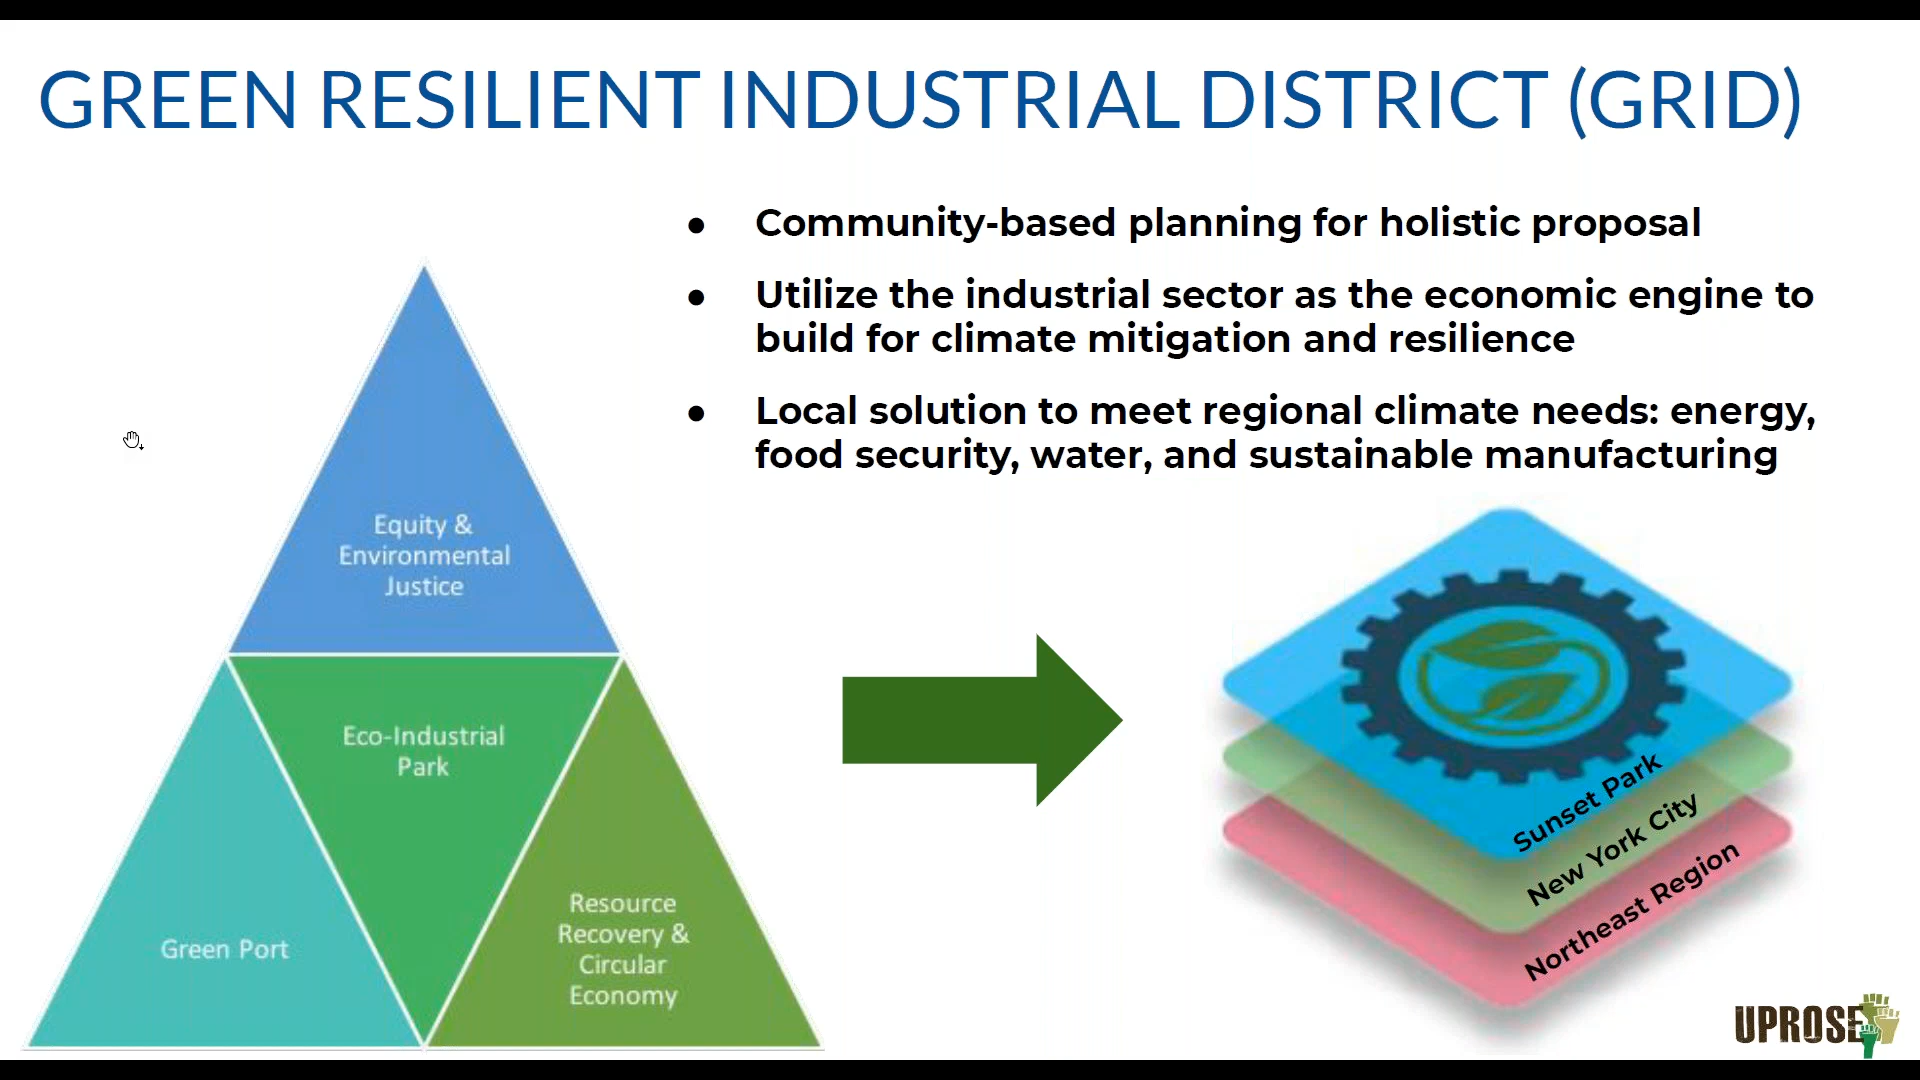 GREEN RESILIENT INDUSTRIAL DISTRICT (GRID)
● Community-based planning for holistic proposal
● Utilize the industrial sector as the economic engine to
build for climate mitigation and resilience
● Local solution to meet regional climate needs: energy,
food security, water, and sustainable manufacturing
Equity &
Environmental
Justice
Eco-Industrial
Park
Green Port
Resource
Recovery &
Circular
Economy
Sunset Park
New York City
Northeast Region
UPROSE